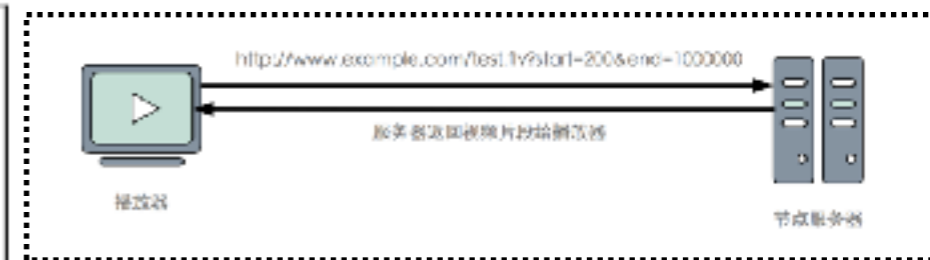 http://www.example.com/test.flv?start=200&end=1000000
服务器返回视频片段给播放器
播放器
节点服务器